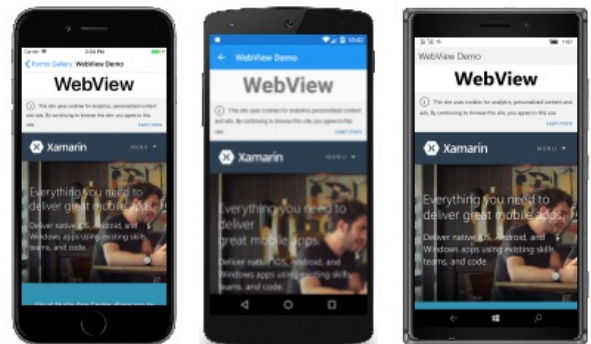 Carrier
2:06 PM
Forms Gallery WebView Demo
WebView
This site uses cookies for analytics, personalized content
and ads. By continuing to browse this site, you agree to this
use.
Learn more
Xamarin
MENU
Everything you need to
deliver great mobile apps.
Deliver native iOS, Android, and
Windows apps using existing skills,
teams, and code.
WebView Demo
WebView
This site uses cookies for analytics, personalized content
and ads. By continuing to browse this site, you agree to this
use.
Learn more
Xamarin
MENU
Everything you need to
deliver
great mobile apps.
Deliver native iOS, Android, and
Windows apps using existing skills,
teams, and code.
WebView Demo
WebView
This site uses cookies for analytics, personalized content and
ads. By continuing to browse this site, you agree to this use.
Learn more
Xamarin
MENU
Everything you need to
deliver great mobile apps.
Deliver native iOS, Android, and
Windows apps using existing skills,
teams, and code.